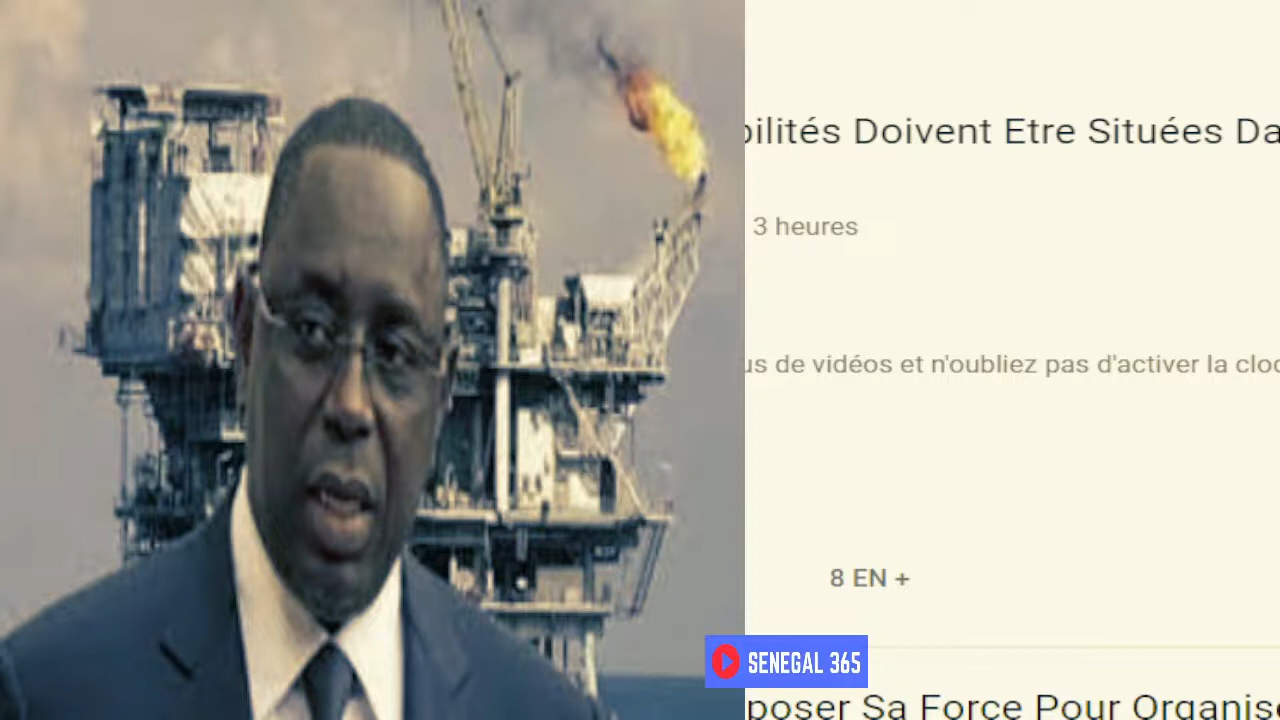 bilités Doivent Etre Situées Da
3 heures
us de vidéos et n'oubliez pas d'activer la cloc
8 EN +
SENEGAL 365
poser Sa Force Pour Organise